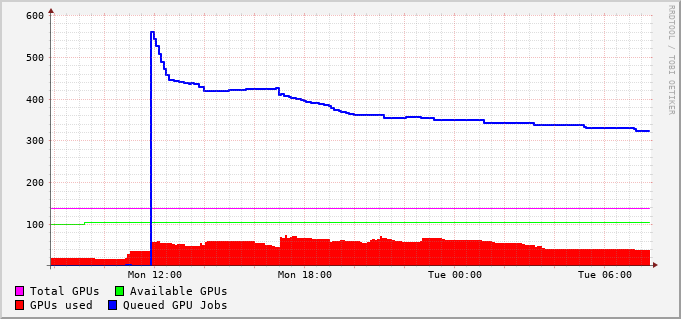 600
500
400
300
200
100
Mon 12:00 Mon 18:00 Tue 00:00 Tue 06:00
Total GPUs Available GPUs
GPUs used Queued GPU Jobs
RRDTOOL / TOBI OETIKER